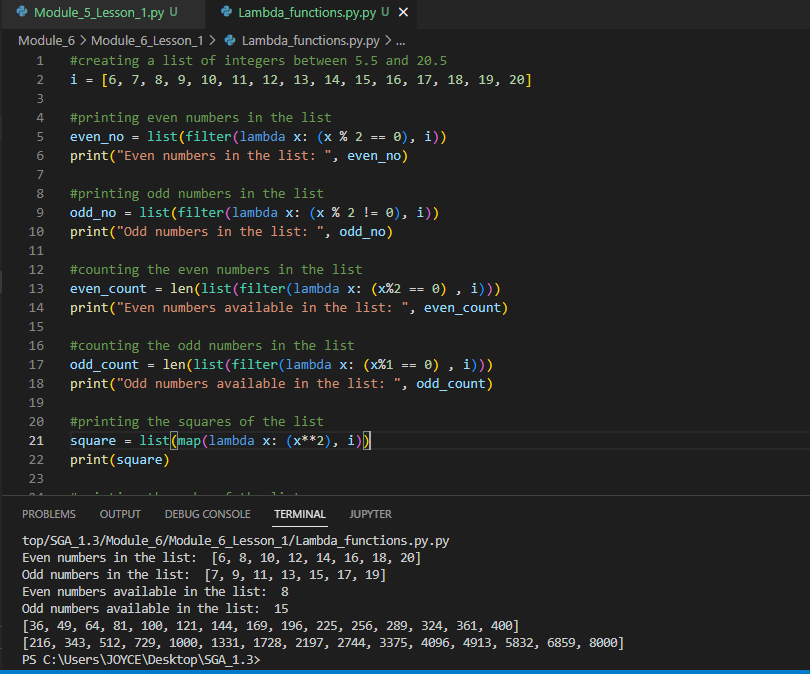 Module_5_Lesson_1.py U
Lambda_functions.py.py U ×
Module_6 > Module_6_Lesson_1 > Lambda_functions.py.py > ...
1 #creating a list of integers between 5.5 and 20.5
2 i = [6, 7, 8, 9, 10, 11, 12, 13, 14, 15, 16, 17, 18, 19, 20]
3
4 #printing even numbers in the list
5 even_no = list(filter(lambda x: (x % 2 == 0), i))
6 print("Even numbers in the list: ", even_no)
7
8 #printing odd numbers in the list
9 odd_no = list(filter(lambda x: (x % 2 != 0), i))
10 print("Odd numbers in the list: ", odd_no)
11
12 #counting the even numbers in the list
13 even_count = len(list(filter(lambda x: (x%2 == 0) , i)))
14 print("Even numbers available in the list: ", even_count)
15
16 #counting the odd numbers in the list
17 odd_count = len(list(filter(lambda x: (x%1 == 0) , i)))
18 print("Odd numbers available in the list: ", odd_count)
19
20 #printing the squares of the list
21 square = list(map(lambda x: (x**2), i))
22 print(square)
23
PROBLEMS OUTPUT DEBUG CONSOLE TERMINAL JUPYTER
top/SGA_1.3/Module_6/Module_6_Lesson_1/Lambda_functions.py.py
Even numbers in the list:  [6, 8, 10, 12, 14, 16, 18, 20]
Odd numbers in the list:  [7, 9, 11, 13, 15, 17, 19]
Even numbers available in the list:  8
Odd numbers available in the list:  15
[36, 49, 64, 81, 100, 121, 144, 169, 196, 225, 256, 289, 324, 361, 400]
[216, 343, 512, 729, 1000, 1331, 1728, 2197, 2744, 3375, 4096, 4913, 5832, 6859, 8000]
PS C:\Users\JOYCE\Desktop\SGA_1.3>